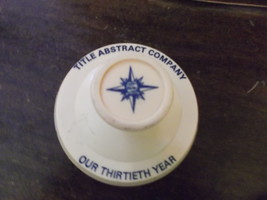 TITLE ABSTRACT COMPANY
OUR THIRTIETH YEAR